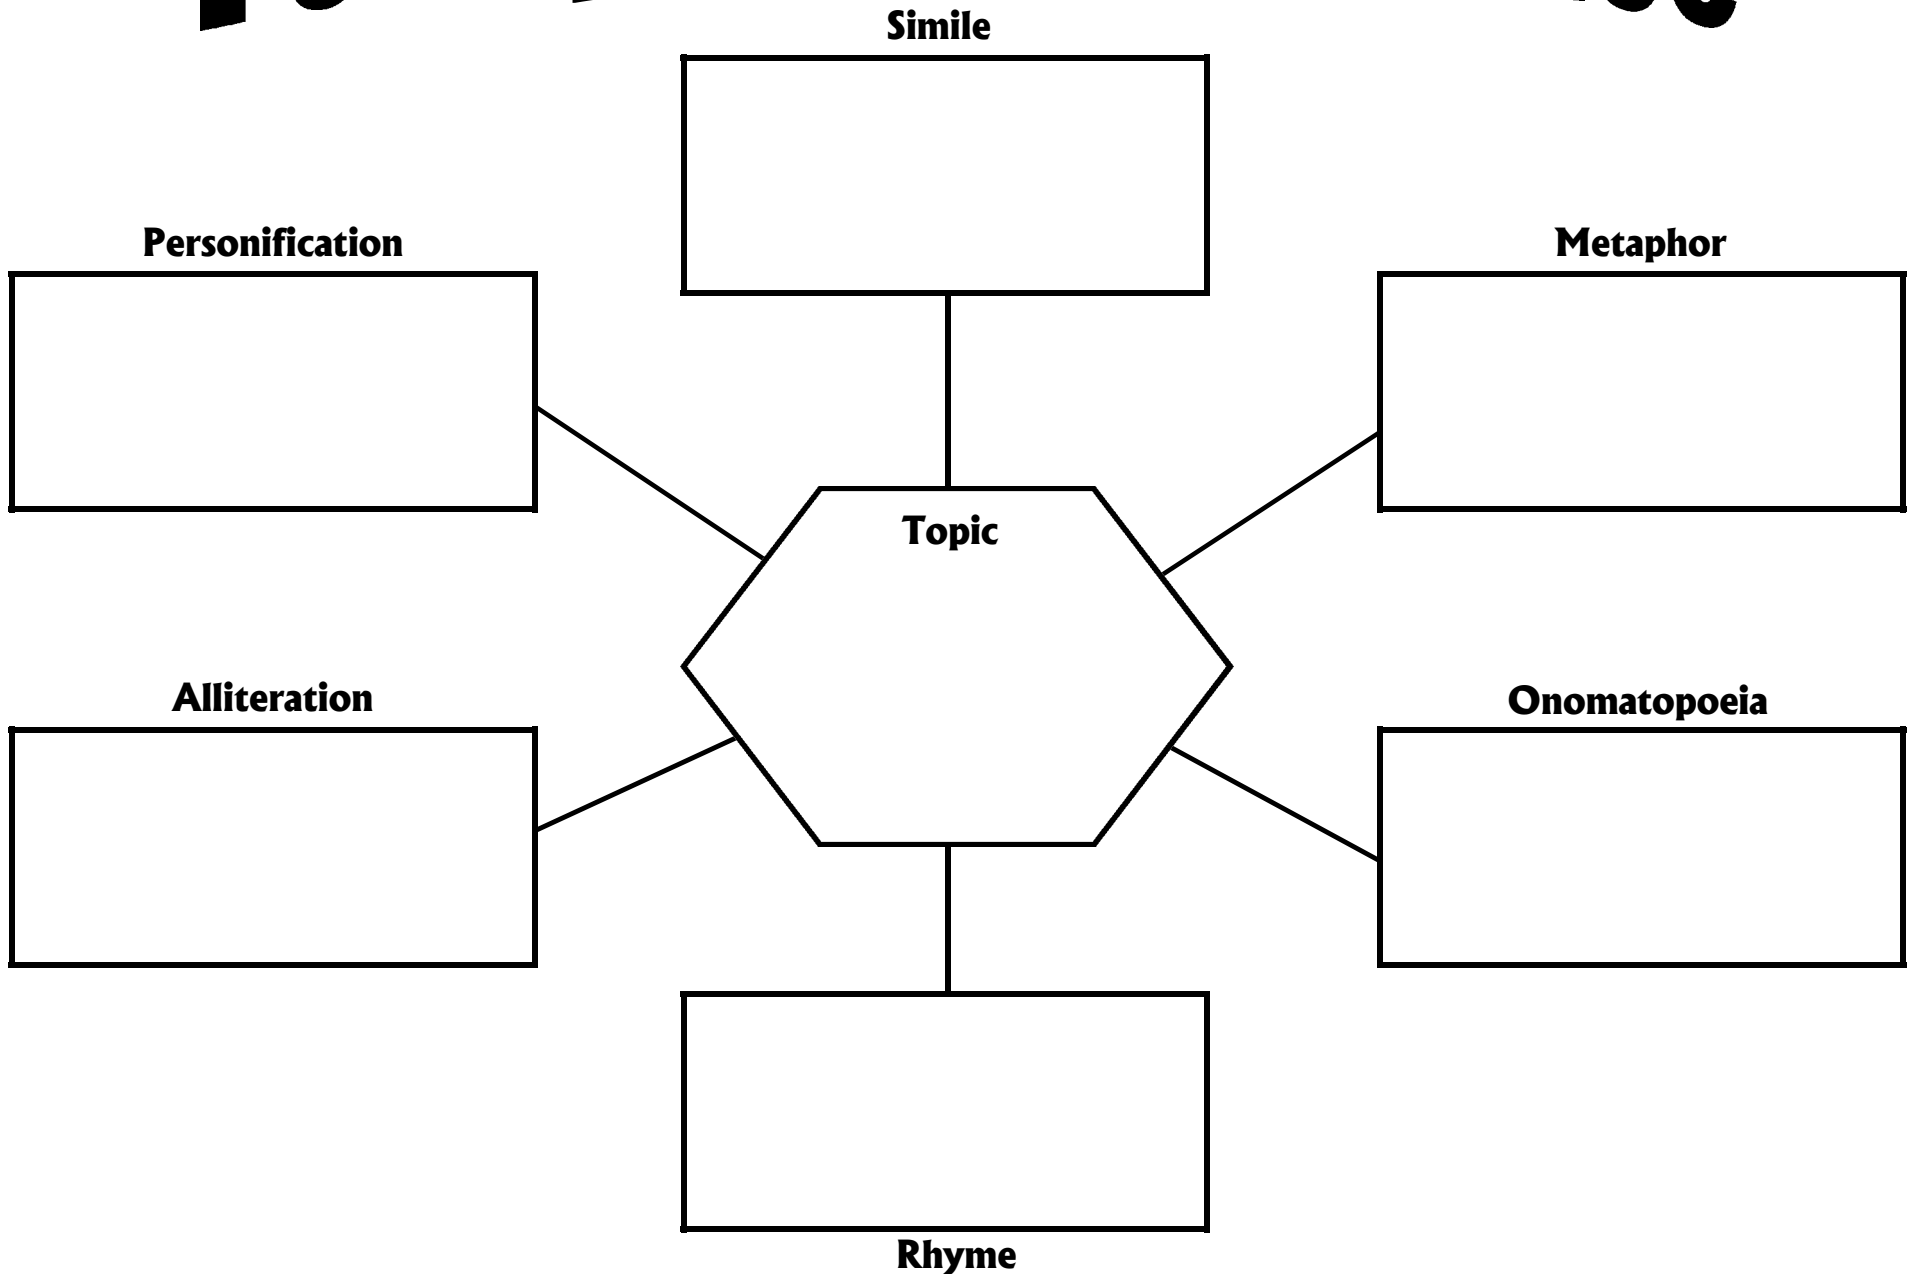 Simile
Personification
Metaphor
Topic
Alliteration
Onomatopoeia
Rhyme